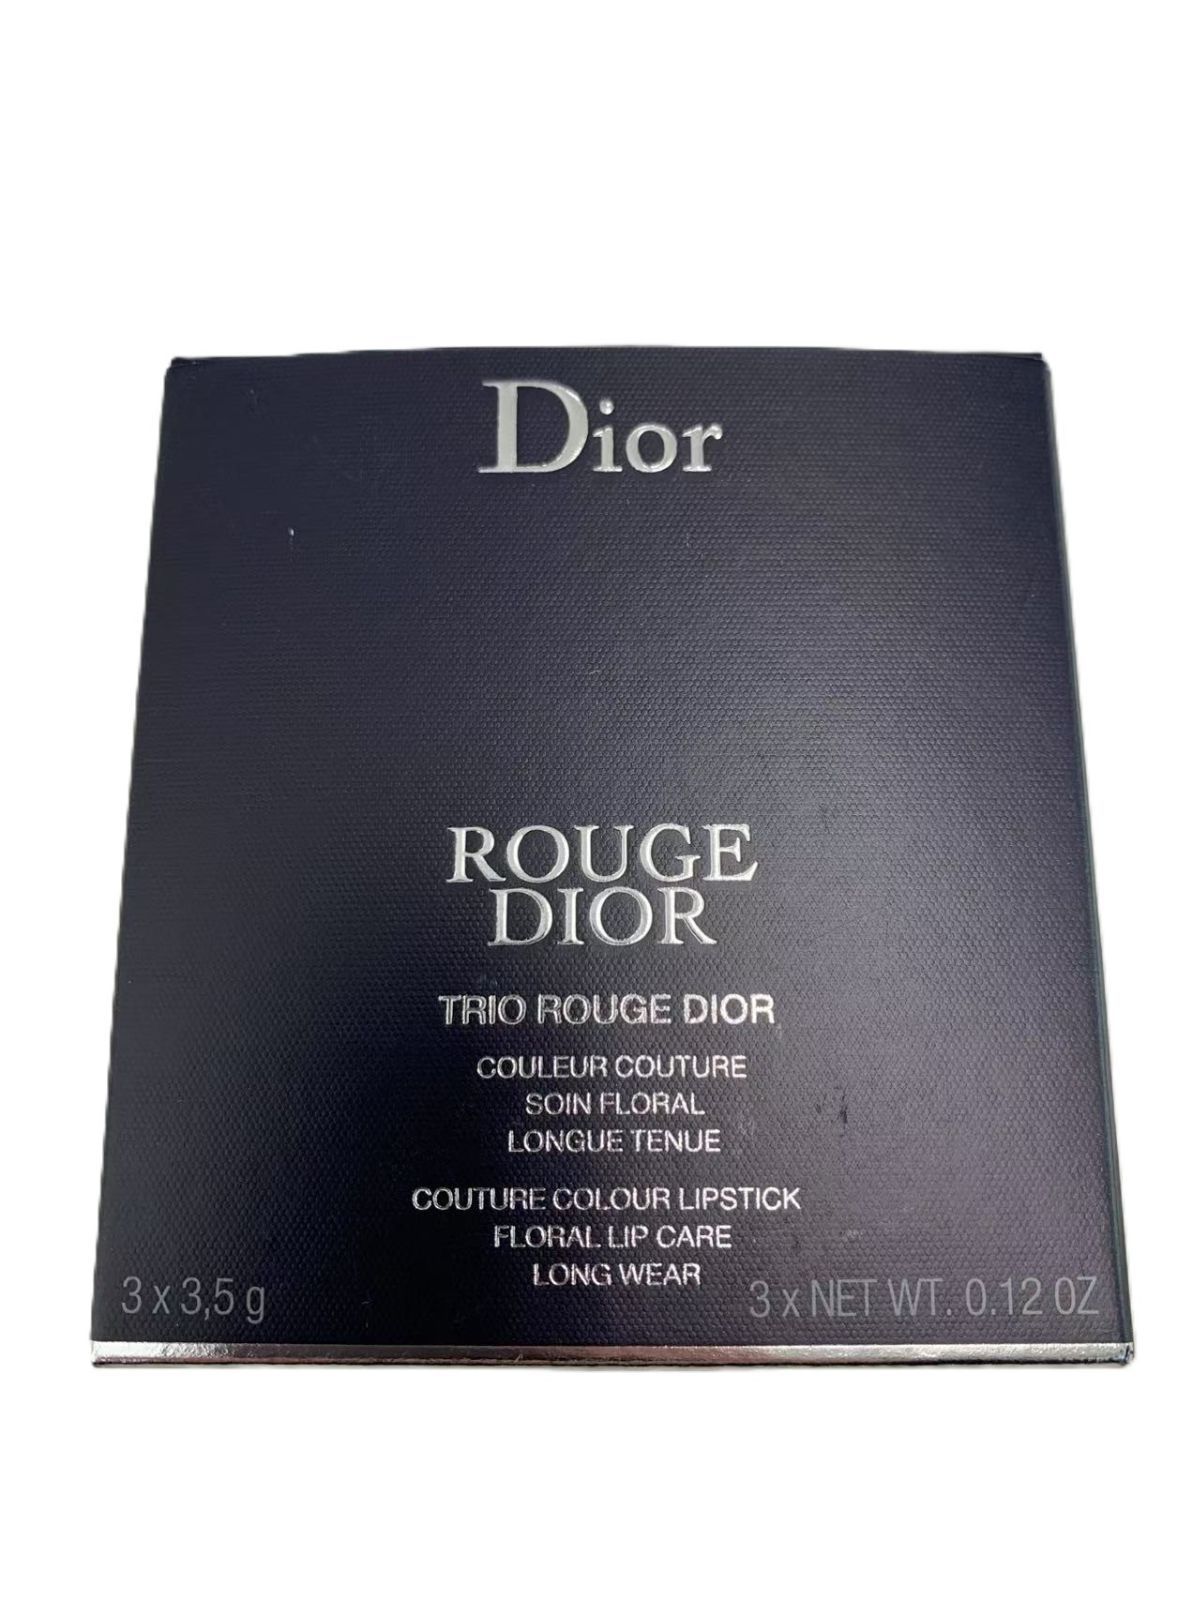 Dior
ROUGE
DIOR
TRIO ROUGE DIOR
COULEUR COUTURE
SOIN FLORAL
LONGUE TENUE
COUTURE COLOUR LIPSTICK
FLORAL LIP CARE
LONG WEAR
3 x 3,5 g
3 x NET WT. 0.12 OZ